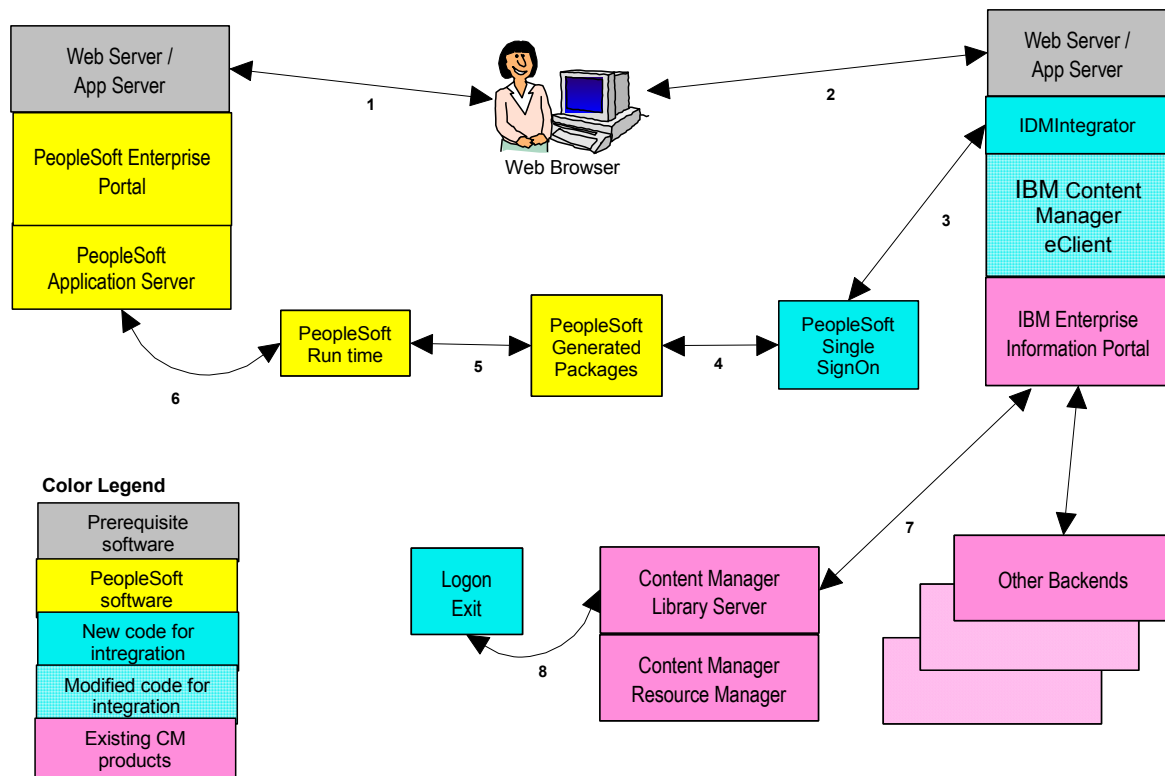 Web Server /
App Server
PeopleSoft Enterprise
Portal
PeopleSoft
Application Server
1
Web Browser
2
Web Server /
App Server
IDMIntegrator
IBM Content
Manager
eClient
IBM Enterprise
Information Portal
3
PeopleSoft
Run time
5
PeopleSoft
Generated
Packages
4
PeopleSoft
Single
SignOn
6
Color Legend
Prerequisite
software
PeopleSoft
software
New code for
intregration
Modified code for
integration
Existing CM
products
Logon
Exit
8
Content Manager
Library Server
Content Manager
Resource Manager
7
Other Backends